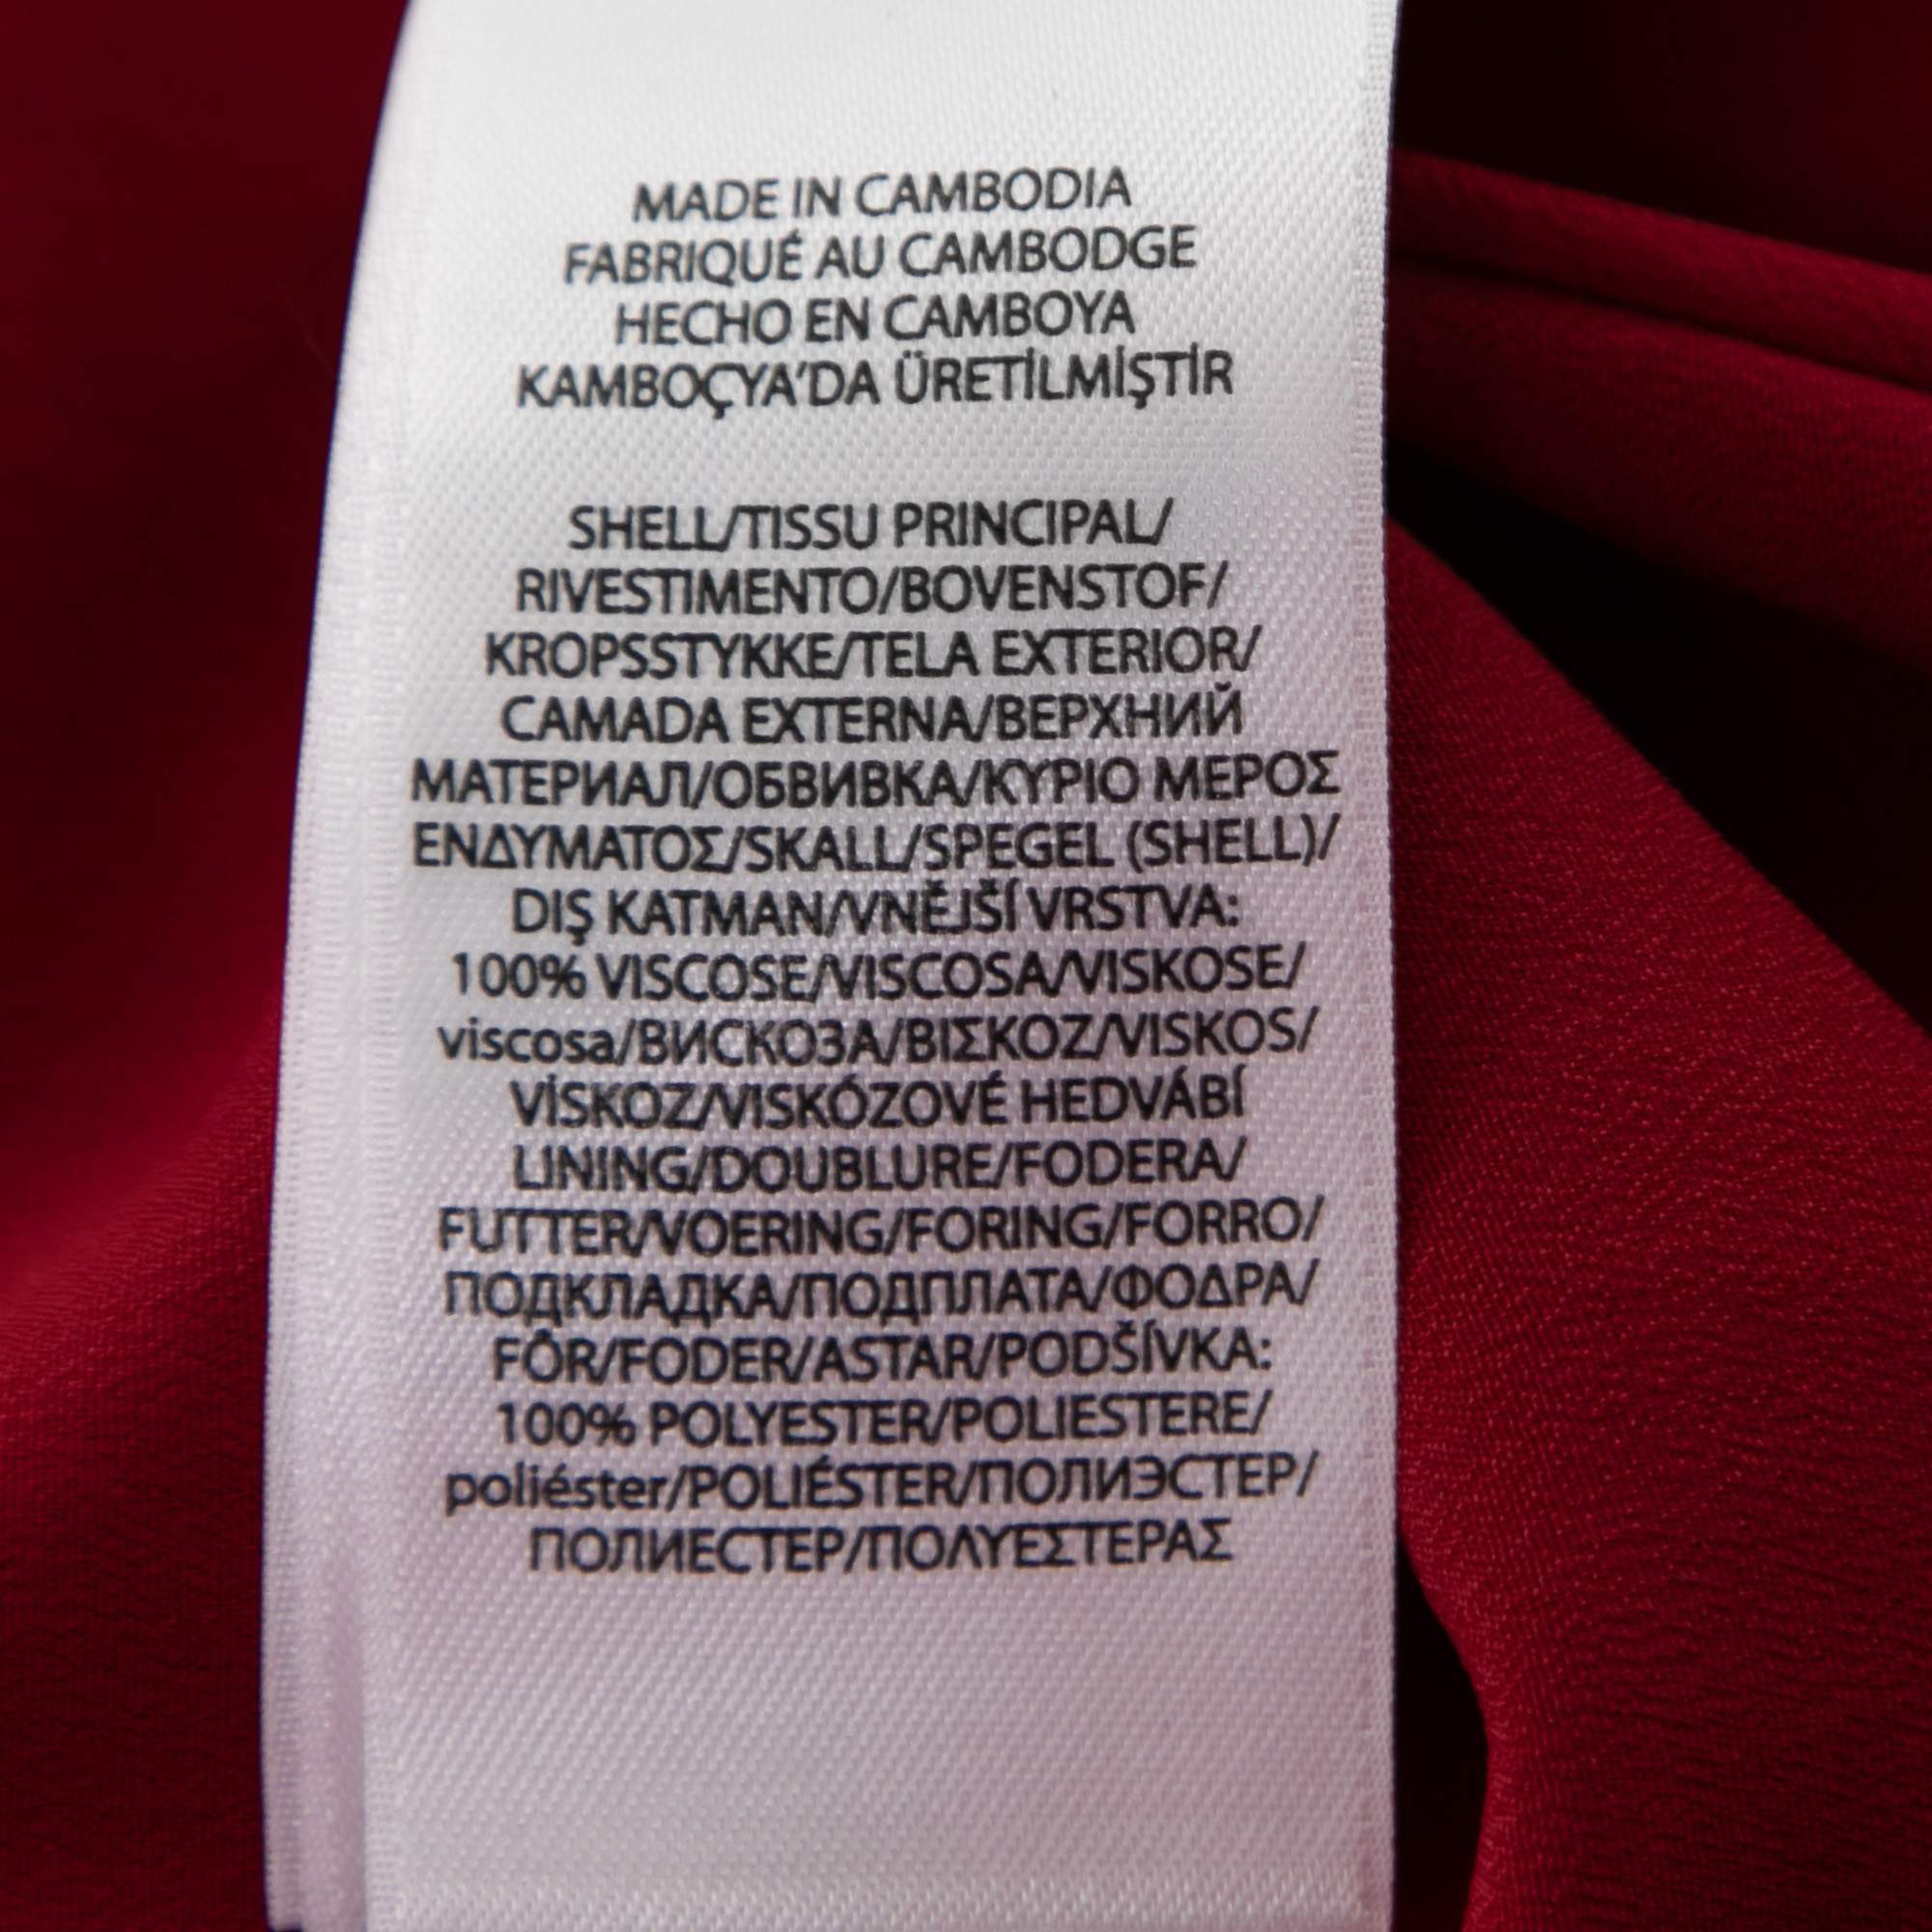 MADE IN CAMBODIA
FABRIQUÉ AU CAMBODGE
HECHO EN CAMBOYA
KAMBOÇYA'DA ÜRETİLMİŞTİR
SHELL/TISSU PRINCIPAL/
RIVESTIMENTO/BOVENSTOF/
KROPSSTYKKE/TELA EXTERIOR/
CAMADA EXTERNA/ВЕРХНИЙ
МАТЕРИАЛ/ОБВИВКА/ΚΥΡΙΟ ΜΕΡΟΣ
ΕΝΔΥΜΑΤΟΣ/SKALL/SPEGEL (SHELL)/
DIŞ KATMAN/VNĚJŠÍ VRSTVA:
100% VISCOSE/VISCOSA/VISKOSE/
viscosa/ВИСКОЗА/ΒΙΣΚΟΖ/VISKOS/
VİSKOZ/VISKÓZOVÉ HEDVÁBÍ
LINING/DOUBLURE/FODERA/
FUTTER/VOERING/FORING/FORRO/
ПОДКЛАДКА/ПОДПЛАТА/ΦΟΔΡΑ/
FÔR/FODER/ASTAR/PODŠÍVKA:
100% POLYESTER/POLIESTERE/
poliéster/POLIÉSTER/ПОЛИЭСТЕР/
ПОЛИЕСТЕР/ΠΟΛΥΕΣΤΕΡΑΣ